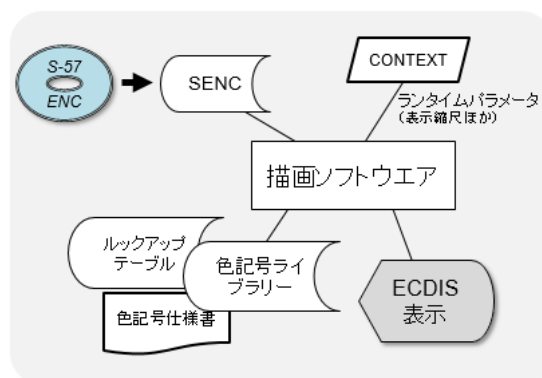 S-57
ENC
SENC
CONTEXT
ランタイムパラメータ
（表示縮尺ほか）
描画ソフトウエア
ルックアップ
テーブル
色記号ライ
ブラリー
色記号仕様書
ECDIS
表示